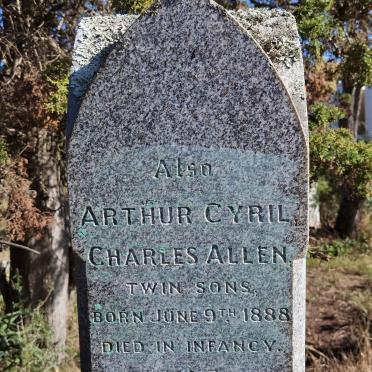 Also
ARTHUR CYRIL,
CHARLES ALLEN
TWIN SONS,
BORN JUNE 9TH 1888
DIED IN INFANCY.